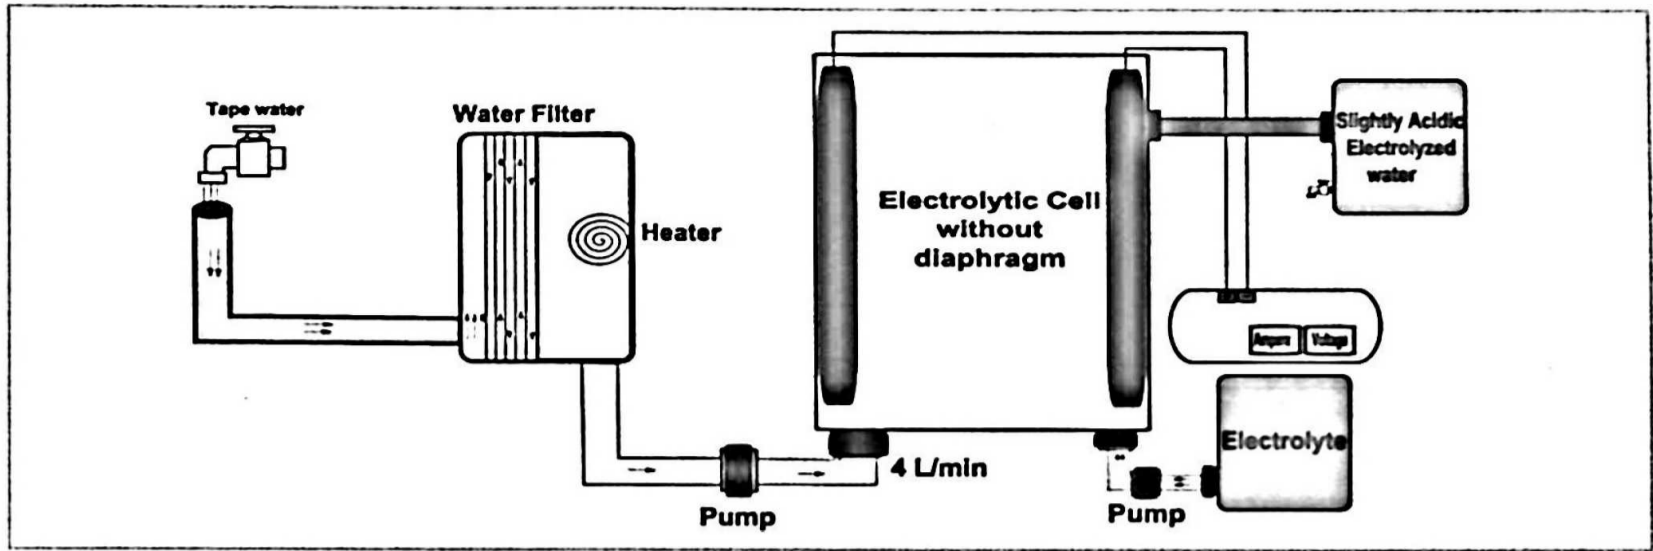 Tape water
Water Filter
Heater
Pump
4 L/min
Electrolytic Cell
without
diaphragm
Slightly Acidic
Electrolyzed
water
Ampere
Voltage
Electrolyte
Pump